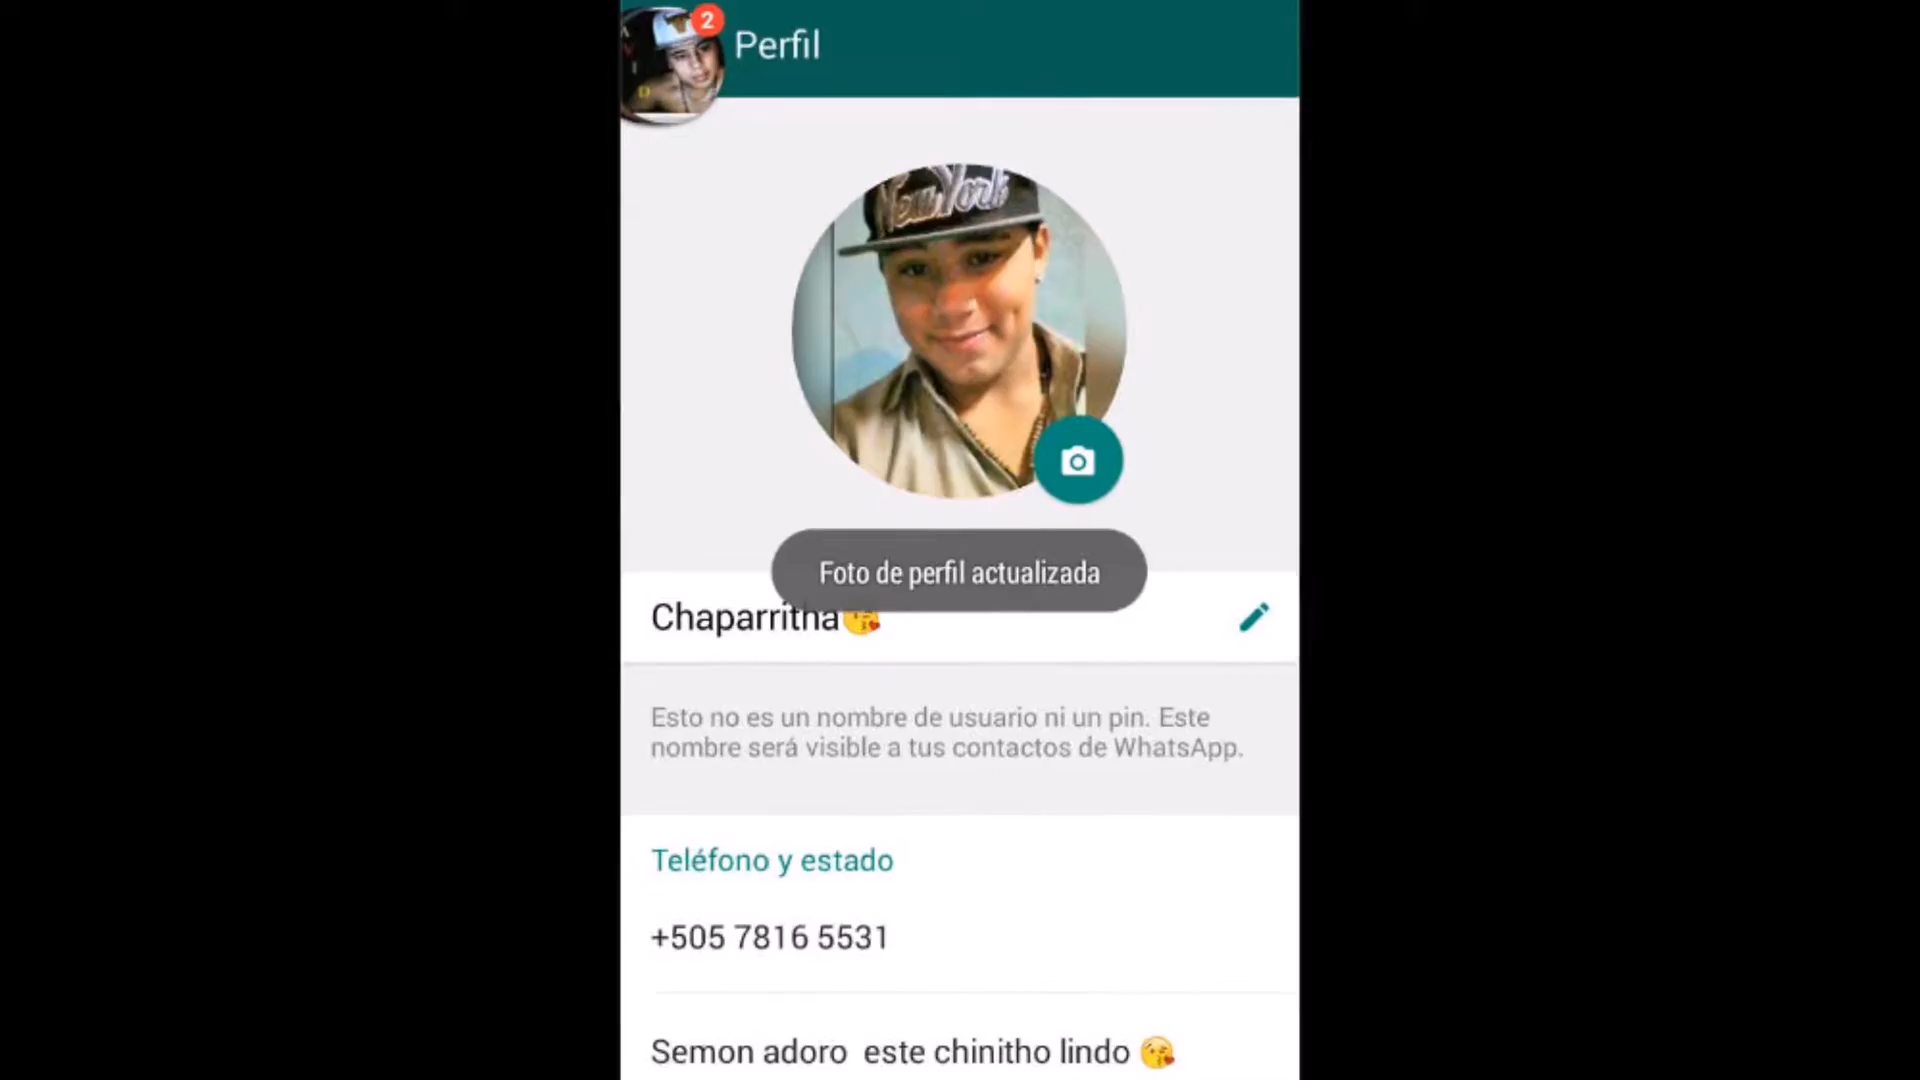 2
Perfil
New York
Foto de perfil actualizada
Chaparritha😘
Esto no es un nombre de usuario ni un pin. Este
nombre será visible a tus contactos de WhatsApp.
Teléfono y estado
+505 7816 5531
Semon adoro  este chinitho lindo 😘